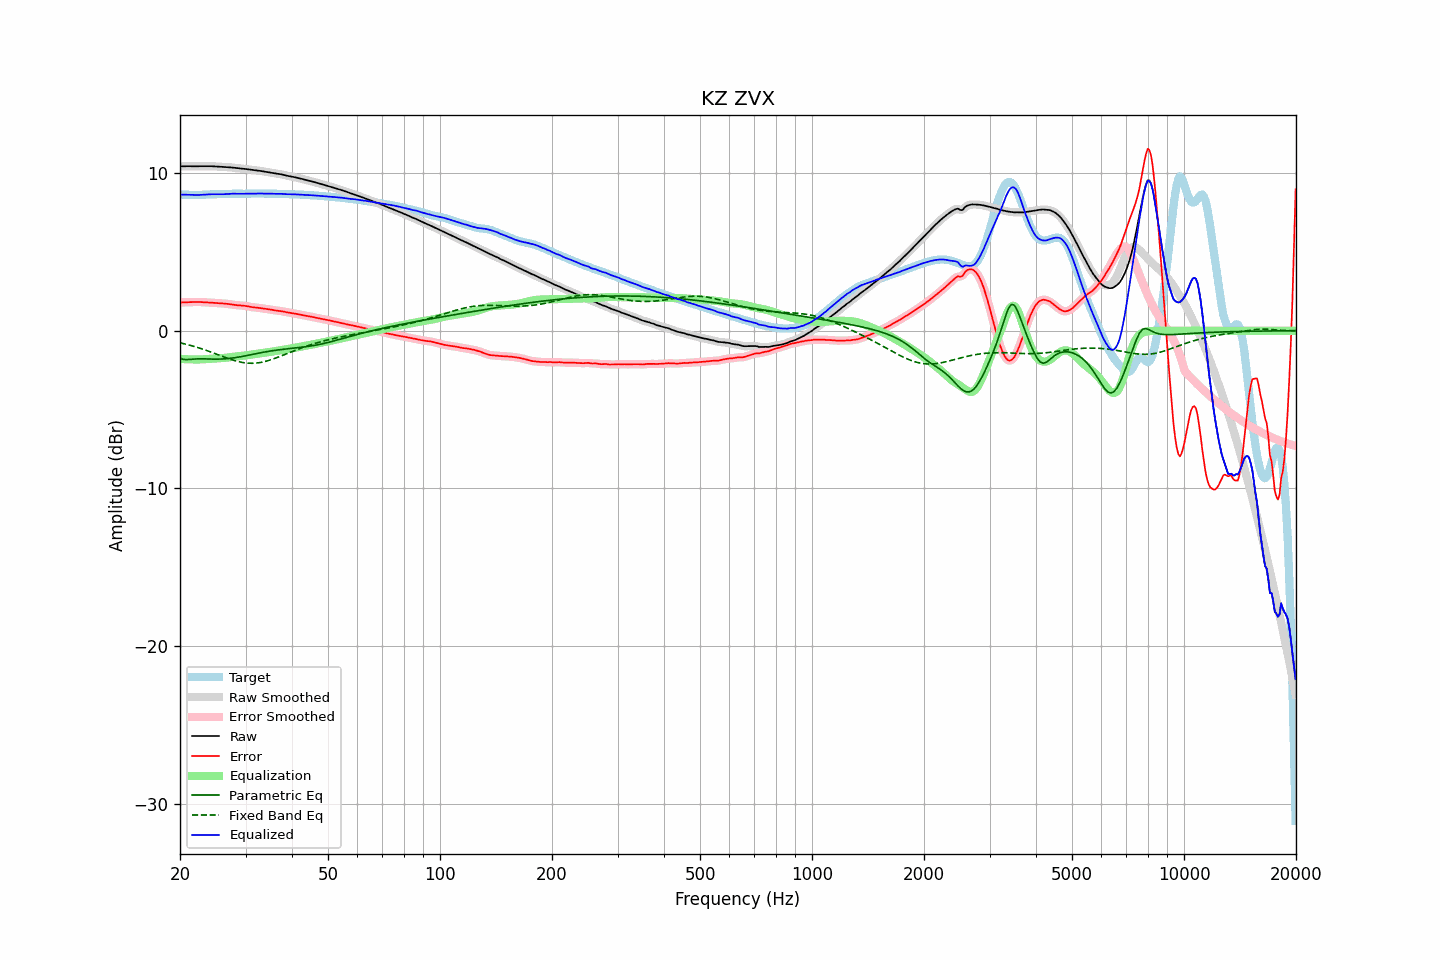 KZ ZVX
10
0
−10
−20
−30
Amplitude (dBr)
Target
Raw Smoothed
Error Smoothed
Raw
Error
Equalization
Parametric Eq
Fixed Band Eq
Equalized
20 50 100 200 500 1000 2000 5000 10000 20000
Frequency (Hz)